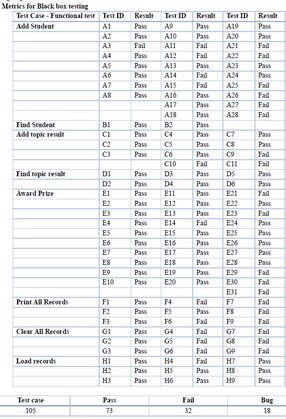 Metrics for Black box testing
Test Case - Functional test Test ID Result Test ID Result Test ID Result
Add Student A1 Pass A9 Pass A19 Pass
A2 Pass A10 Pass A20 Pass
A3 Fail A11 Fail A21 Fail
A4 Pass A12 Fail A22 Fail
A5 Pass A13 Pass A23 Pass
A6 Pass A14 Fail A24 Pass
A7 Pass A15 Fail A25 Pass
A8 Pass A16 Pass A26 Fail
A17 Pass A27 Fail
A18 Pass A28 Fail
Find Student B1 Pass B2 Pass
Add topic result C1 Pass C4 Pass C7 Pass
C2 Pass C5 Pass C8 Pass
C3 Pass C6 Pass C9 Fail
C10 Fail C11 Fail
Find topic result D1 Pass D3 Pass D5 Pass
D2 Pass D4 Pass D6 Pass
Award Prize E1 Pass E11 Pass E21 Fail
E2 Pass E12 Pass E22 Pass
E3 Pass E13 Pass E23 Fail
E4 Pass E14 Fail E24 Pass
E5 Pass E15 Pass E25 Pass
E6 Pass E16 Pass E26 Pass
E7 Pass E17 Pass E27 Pass
E8 Pass E18 Pass E28 Pass
E9 Pass E19 Pass E29 Fail
E10 Pass E20 Pass E30 Fail
E31 Fail
Print All Records F1 Pass F4 Fail F7 Fail
F2 Pass F5 Pass F8 Fail
F3 Pass F6 Pass F9 Fail
Clear All Records G1 Pass G4 Fail G7 Fail
G2 Pass G5 Fail G8 Fail
G3 Pass G6 Pass G9 Fail
Load records H1 Pass H4 Fail H7 Pass
H2 Pass H5 Pass H8 Pass
H3 Pass H6 Pass H9 Pass
Test case Pass Fail Bug
105 73 32 18